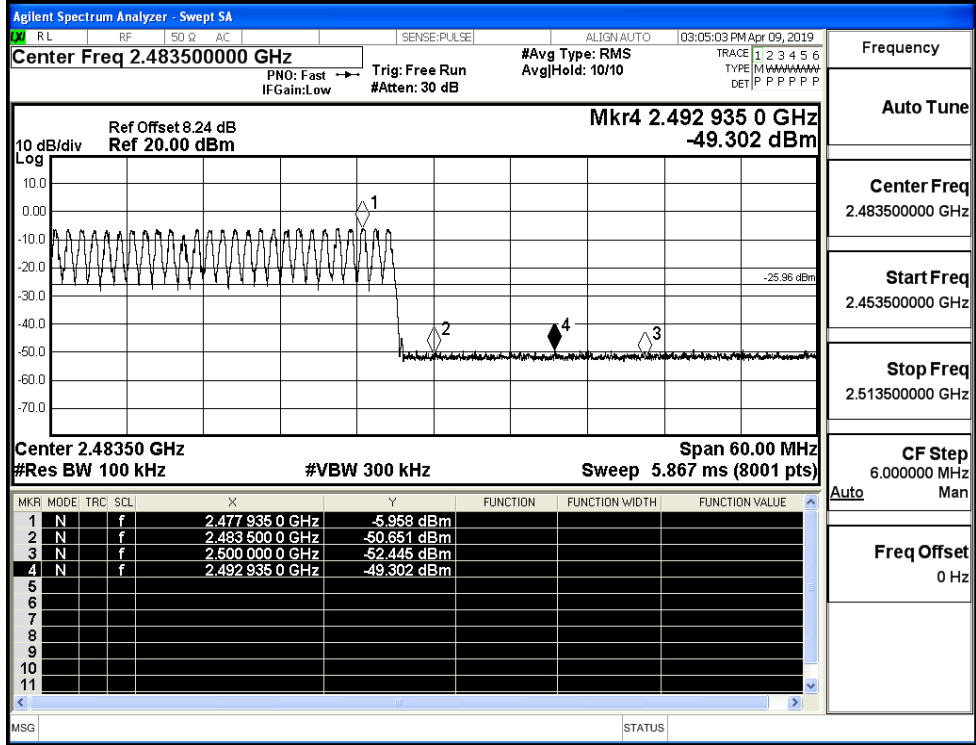 Agilent Spectrum Analyzer - Swept SA
LXI RL RF 50 Ω AC SENSE:PULSE ALIGN AUTO 03:05:03 PM Apr 09, 2019
Center Freq 2.483500000 GHz
PNO: Fast
IFGain:Low
Trig: Free Run
#Atten: 30 dB
#Avg Type: RMS
Avg|Hold: 10/10
TRACE 1 2 3 4 5 6
TYPE M WWWWW
DET P P P P P P
Frequency
Auto Tune
Center Freq
2.483500000 GHz
Start Freq
2.453500000 GHz
Stop Freq
2.513500000 GHz
CF Step
6.000000 MHz
Auto Man
Freq Offset
0 Hz
Mkr4 2.492 935 0 GHz
-49.302 dBm
Ref Offset 8.24 dB
10 dB/div Ref 20.00 dBm
Log
10.0
0.00
-10.0
-20.0
-30.0
-40.0
-50.0
-60.0
-70.0
1
2
4
3
-25.96 dBm
Center 2.48350 GHz Span 60.00 MHz
#Res BW 100 kHz #VBW 300 kHz Sweep 5.867 ms (8001 pts)
MKR MODE TRC SCL X Y FUNCTION FUNCTION WIDTH FUNCTION VALUE
1 N f 2.477 935 0 GHz -5.958 dBm
2 N f 2.483 500 0 GHz -50.651 dBm
3 N f 2.500 000 0 GHz -52.445 dBm
4 N f 2.492 935 0 GHz -49.302 dBm
5
6
7
8
9
10
11
MSG STATUS